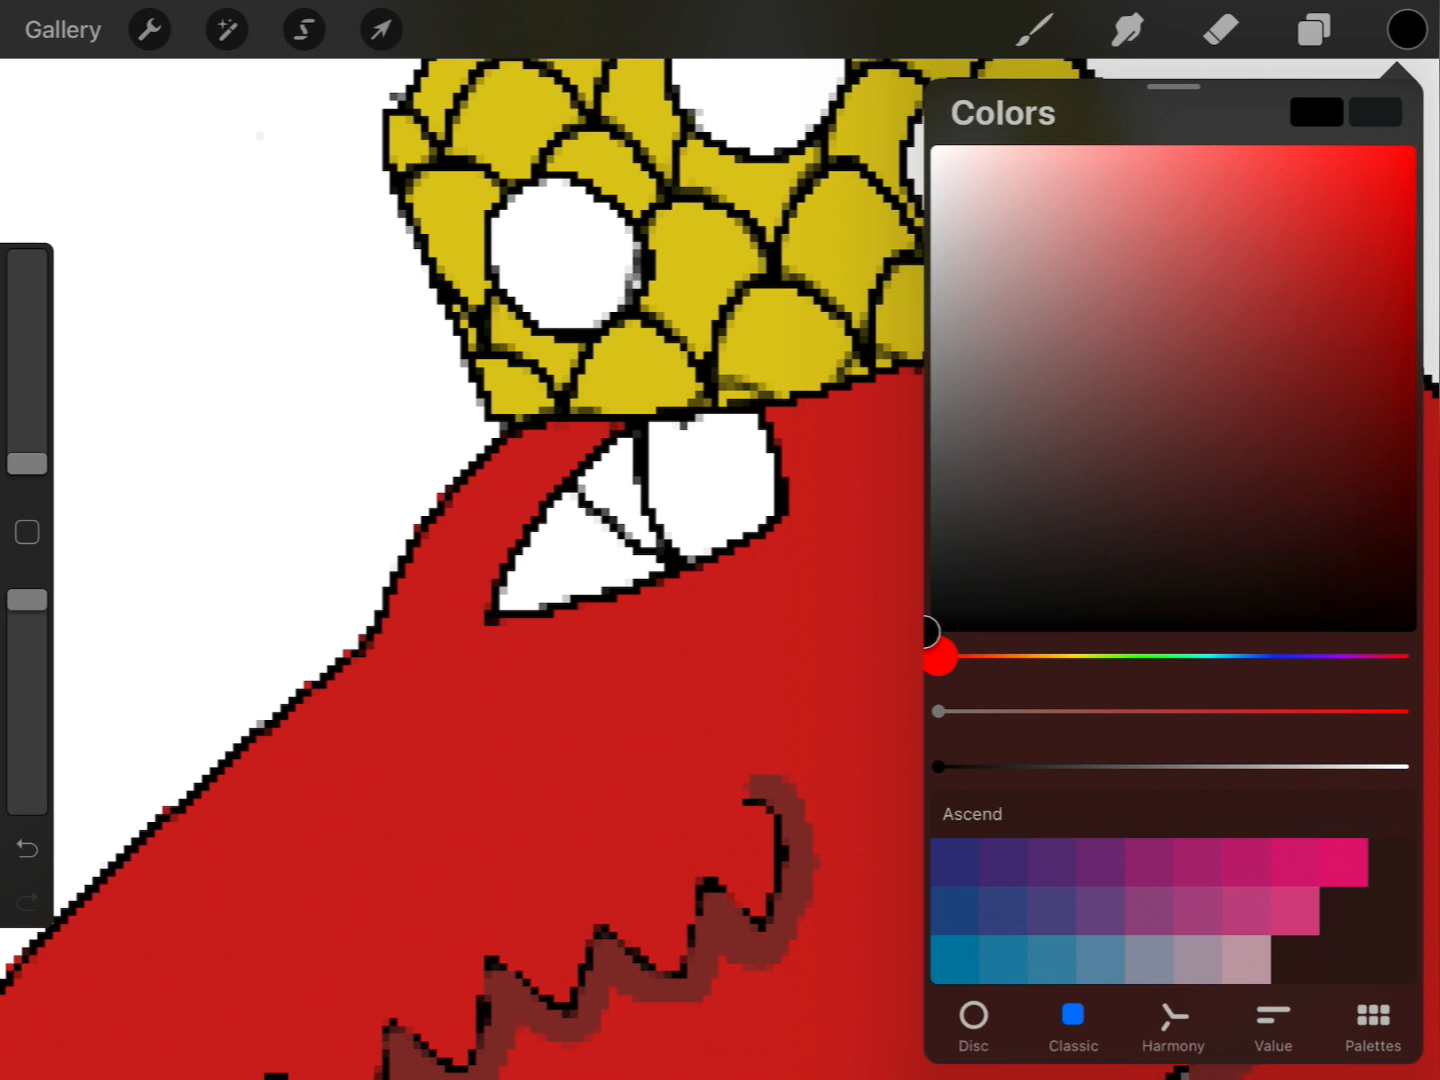 Gallery
Colors
Ascend
Disc
Classic
Harmony
Value
Palettes